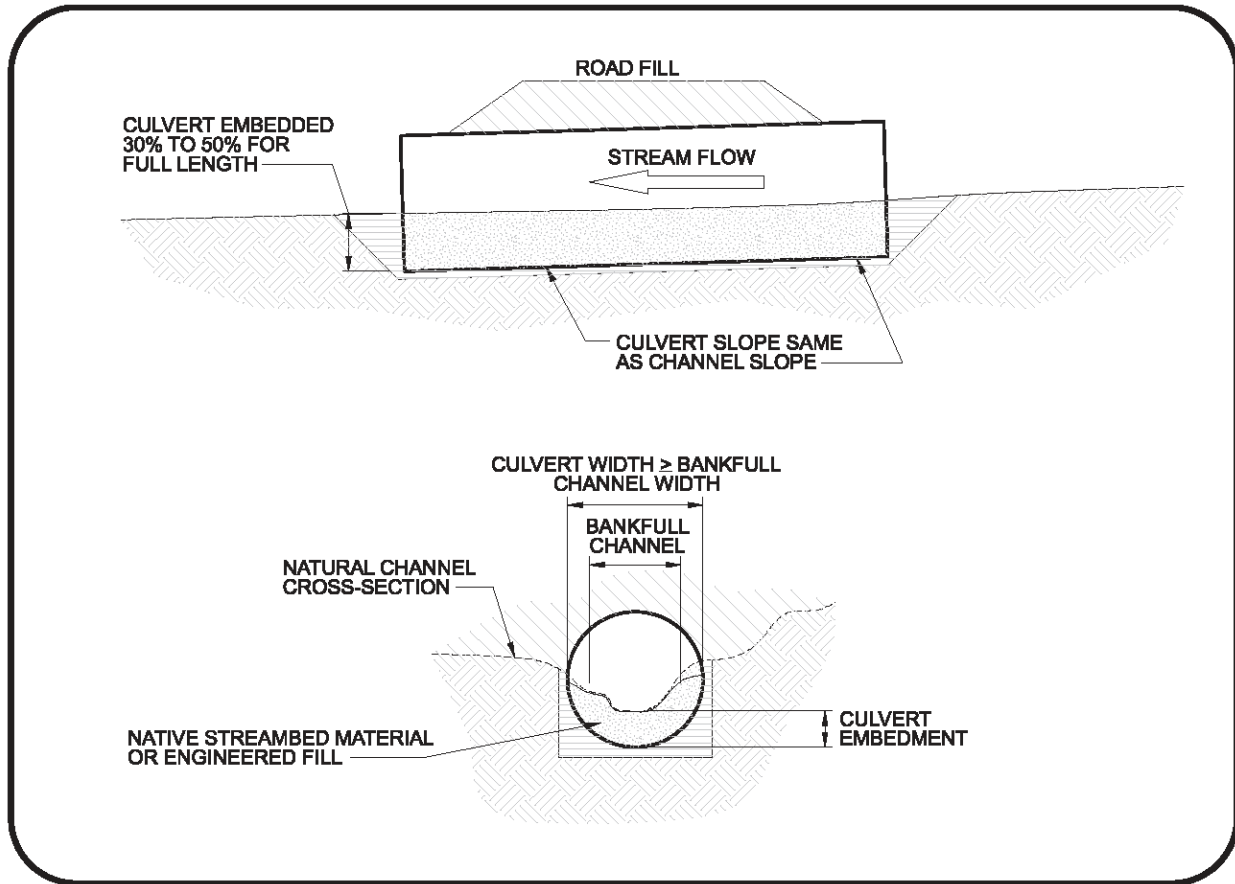 ROAD FILL
CULVERT EMBEDDED
30% TO 50% FOR
FULL LENGTH
STREAM FLOW
CULVERT SLOPE SAME
AS CHANNEL SLOPE
CULVERT WIDTH ≥ BANKFULL
CHANNEL WIDTH
BANKFULL
CHANNEL
NATURAL CHANNEL
CROSS-SECTION
NATIVE STREAMBED MATERIAL
OR ENGINEERED FILL
CULVERT
EMBEDMENT